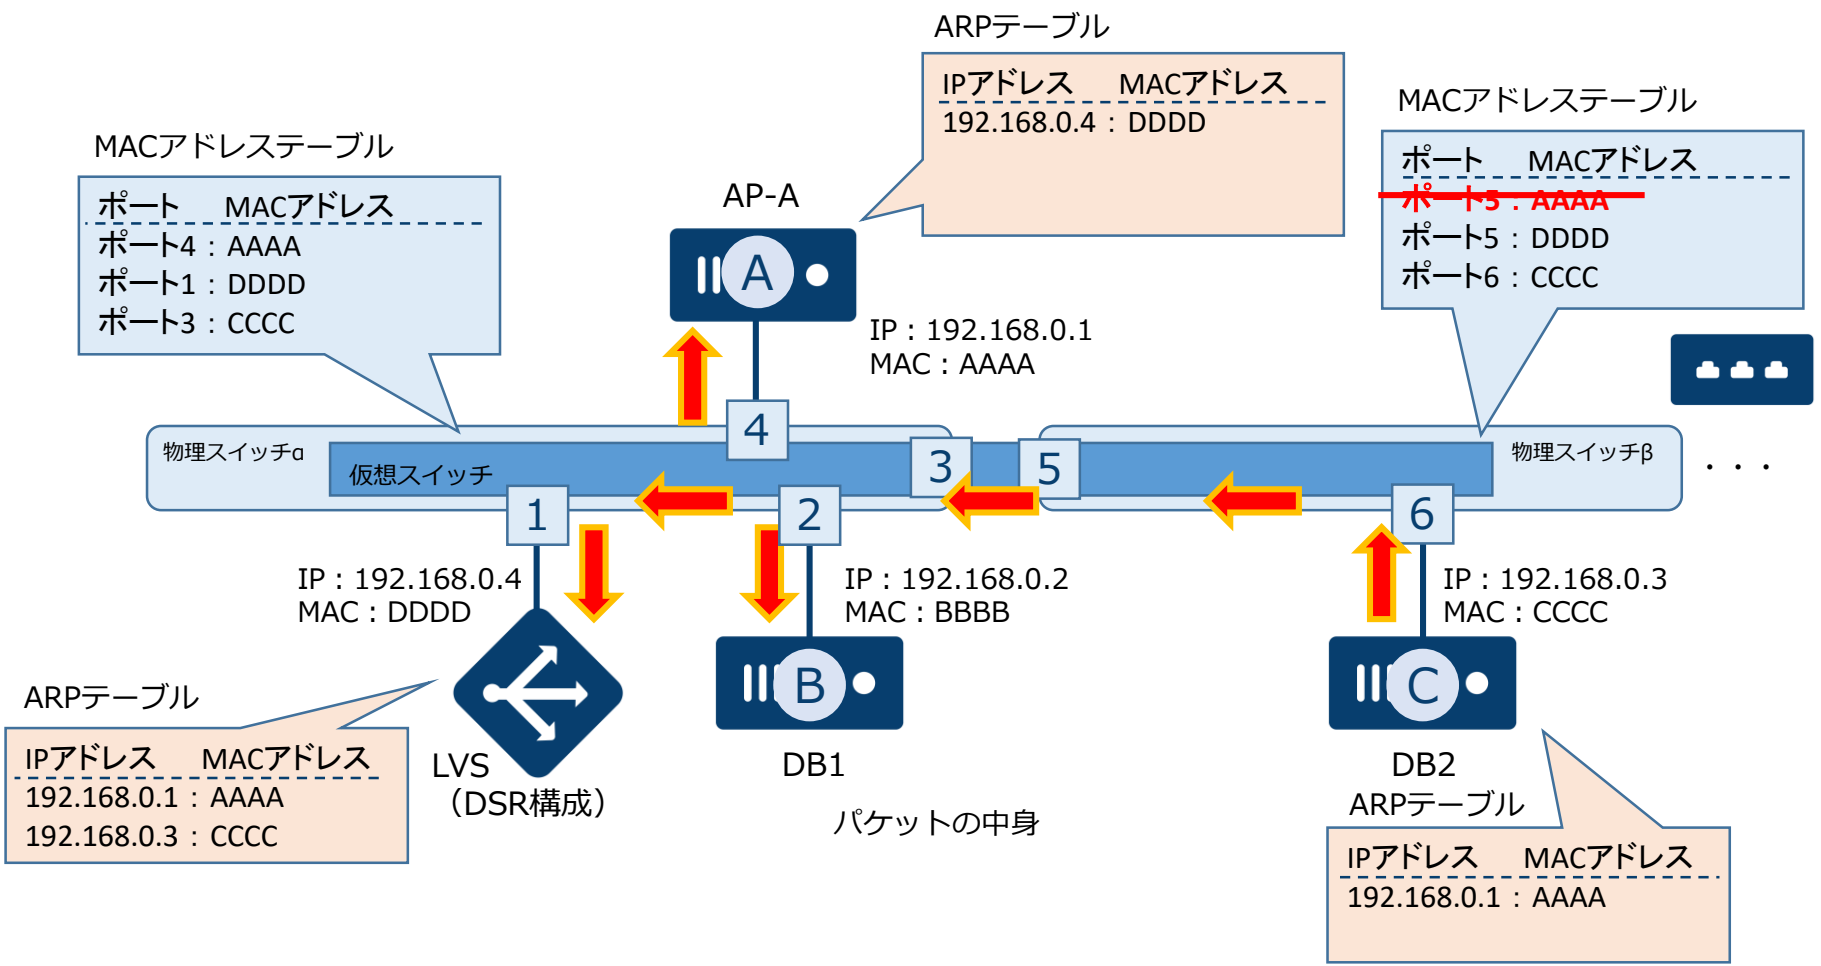 ARPテーブル
IPアドレス MACアドレス
192.168.0.4：DDDD
MACアドレステーブル
ポート MACアドレス
ポート5：AAAA
ポート5：DDDD
ポート6：CCCC
MACアドレステーブル
ポート MACアドレス
ポート4：AAAA
ポート1：DDDD
ポート3：CCCC
AP-A
A
IP：192.168.0.1
MAC：AAAA
物理スイッチα
仮想スイッチ
4
3
5
物理スイッチβ
・・・
1
2
6
IP：192.168.0.4
MAC：DDDD
IP：192.168.0.2
MAC：BBBB
IP：192.168.0.3
MAC：CCCC
B
C
LVS
（DSR構成）
DB1
DB2
パケットの中身
ARPテーブル
IPアドレス MACアドレス
192.168.0.1：AAAA
192.168.0.3：CCCC
ARPテーブル
IPアドレス MACアドレス
192.168.0.1：AAAA